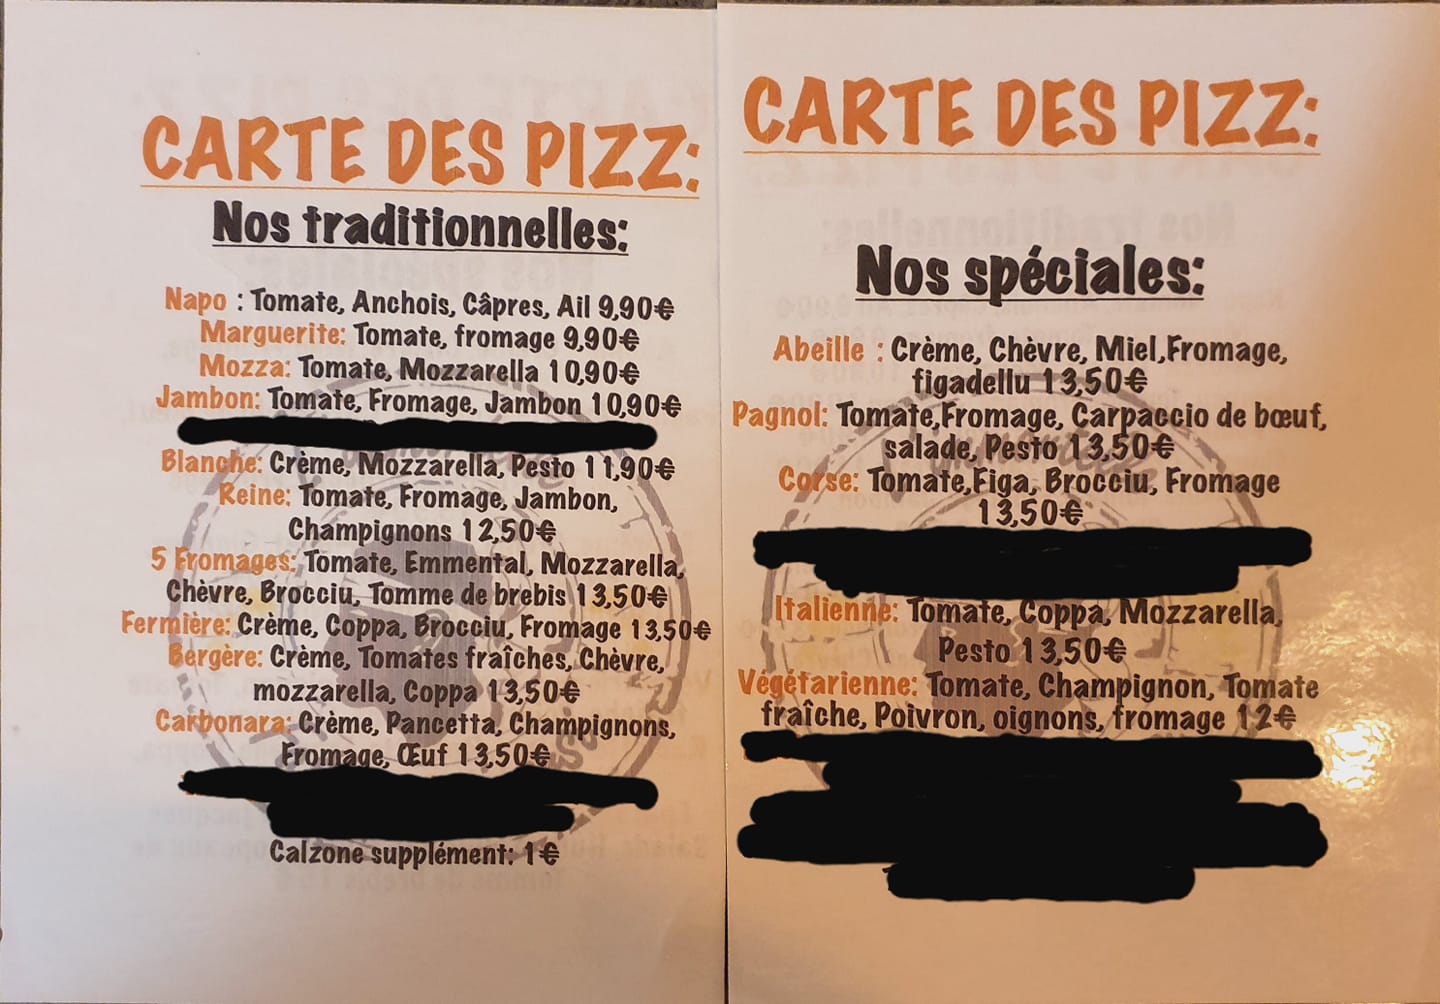 CARTE DES PIZZ:
Nos traditionnelles:
Napo : Tomate, Anchois, Câpres, Ail 9,90€
Marguerite: Tomate, fromage 9,90€
Mozza: Tomate, Mozzarella 10,90€
Jambon: Tomate, Fromage, Jambon 10,90€
Blanche: Crème, Mozzarella, Pesto 11,90€
Reine: Tomate, Fromage, Jambon,
Champignons 12,50€
5 Fromages: Tomate, Emmental, Mozzarella,
Chèvre, Brocciu, Tomme de brebis 13,50€
Fermière: Crème, Coppa, Brocciu, Fromage 13,50€
Bergère: Crème, Tomates fraîches, Chèvre,
mozzarella, Coppa 13,50€
Carbonara: Crème, Pancetta, Champignons,
Fromage, Œuf 13,50€
Calzone supplément: 1€
CARTE DES PIZZ:
Nos spéciales:
Abeille : Crème, Chèvre, Miel,Fromage,
figadellu 13,50€
Pagnol: Tomate,Fromage, Carpaccio de bœuf,
salade, Pesto 13,50€
Corse: Tomate,Figa, Brocciu, Fromage
13,50€
Italienne: Tomate, Coppa, Mozzarella,
Pesto 13,50€
Végétarienne: Tomate, Champignon, Tomate
fraîche, Poivron, oignons, fromage 12€